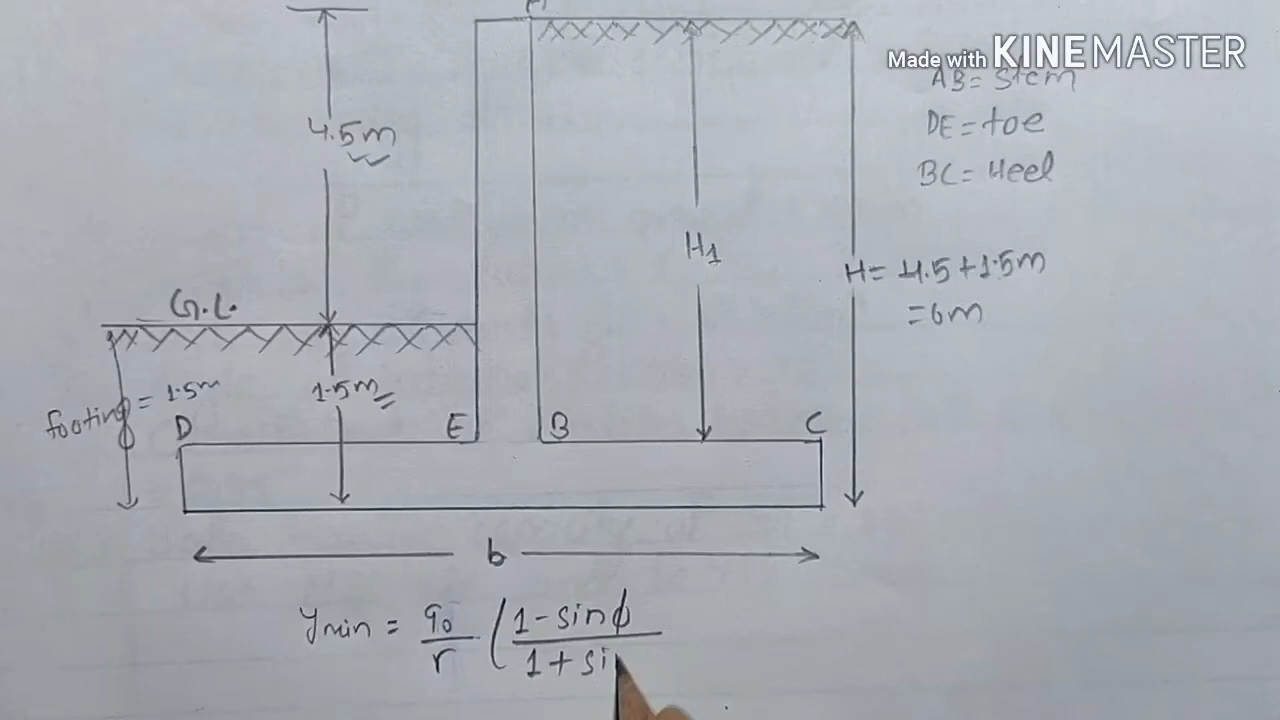 Made with KINEMASTER
AB = Stem
DE = toe
BC = Heel
4.5m
H1
H = 4.5 + 1.5m
= 6m
G.L.
footing = 1.5m
1.5m
D
E
B
C
b
ymin = q0/r (1 - sinϕ / 1 + si